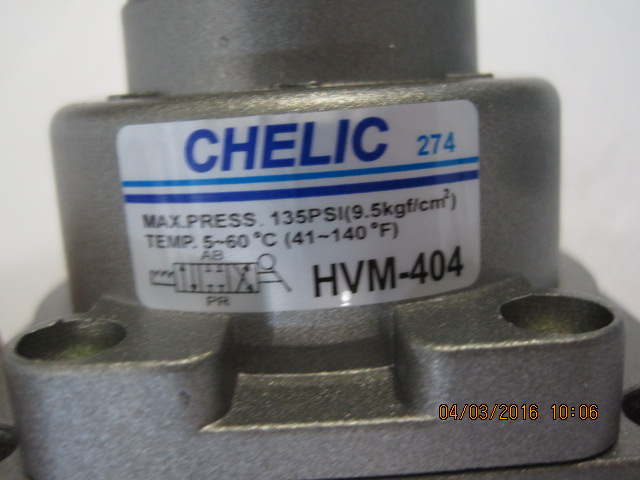 CHELIC 274
MAX.PRESS. 135PSI(9.5kgf/cm²)
TEMP. 5~60°C (41~140°F)
AB
HVM-404
PR
04/03/2016 10:06